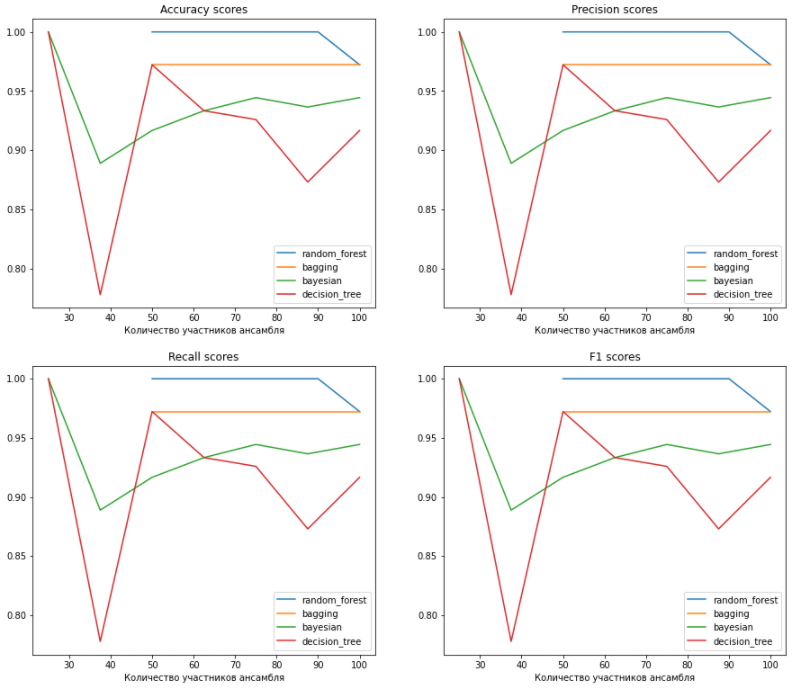 Accuracy scores
1.00
0.95
0.90
0.85
0.80
30 40 50 60 70 80 90 100
Количество участников ансамбля
random_forest
bagging
bayesian
decision_tree
Precision scores
1.00
0.95
0.90
0.85
0.80
30 40 50 60 70 80 90 100
Количество участников ансамбля
random_forest
bagging
bayesian
decision_tree
Recall scores
1.00
0.95
0.90
0.85
0.80
30 40 50 60 70 80 90 100
Количество участников ансамбля
random_forest
bagging
bayesian
decision_tree
F1 scores
1.00
0.95
0.90
0.85
0.80
30 40 50 60 70 80 90 100
Количество участников ансамбля
random_forest
bagging
bayesian
decision_tree